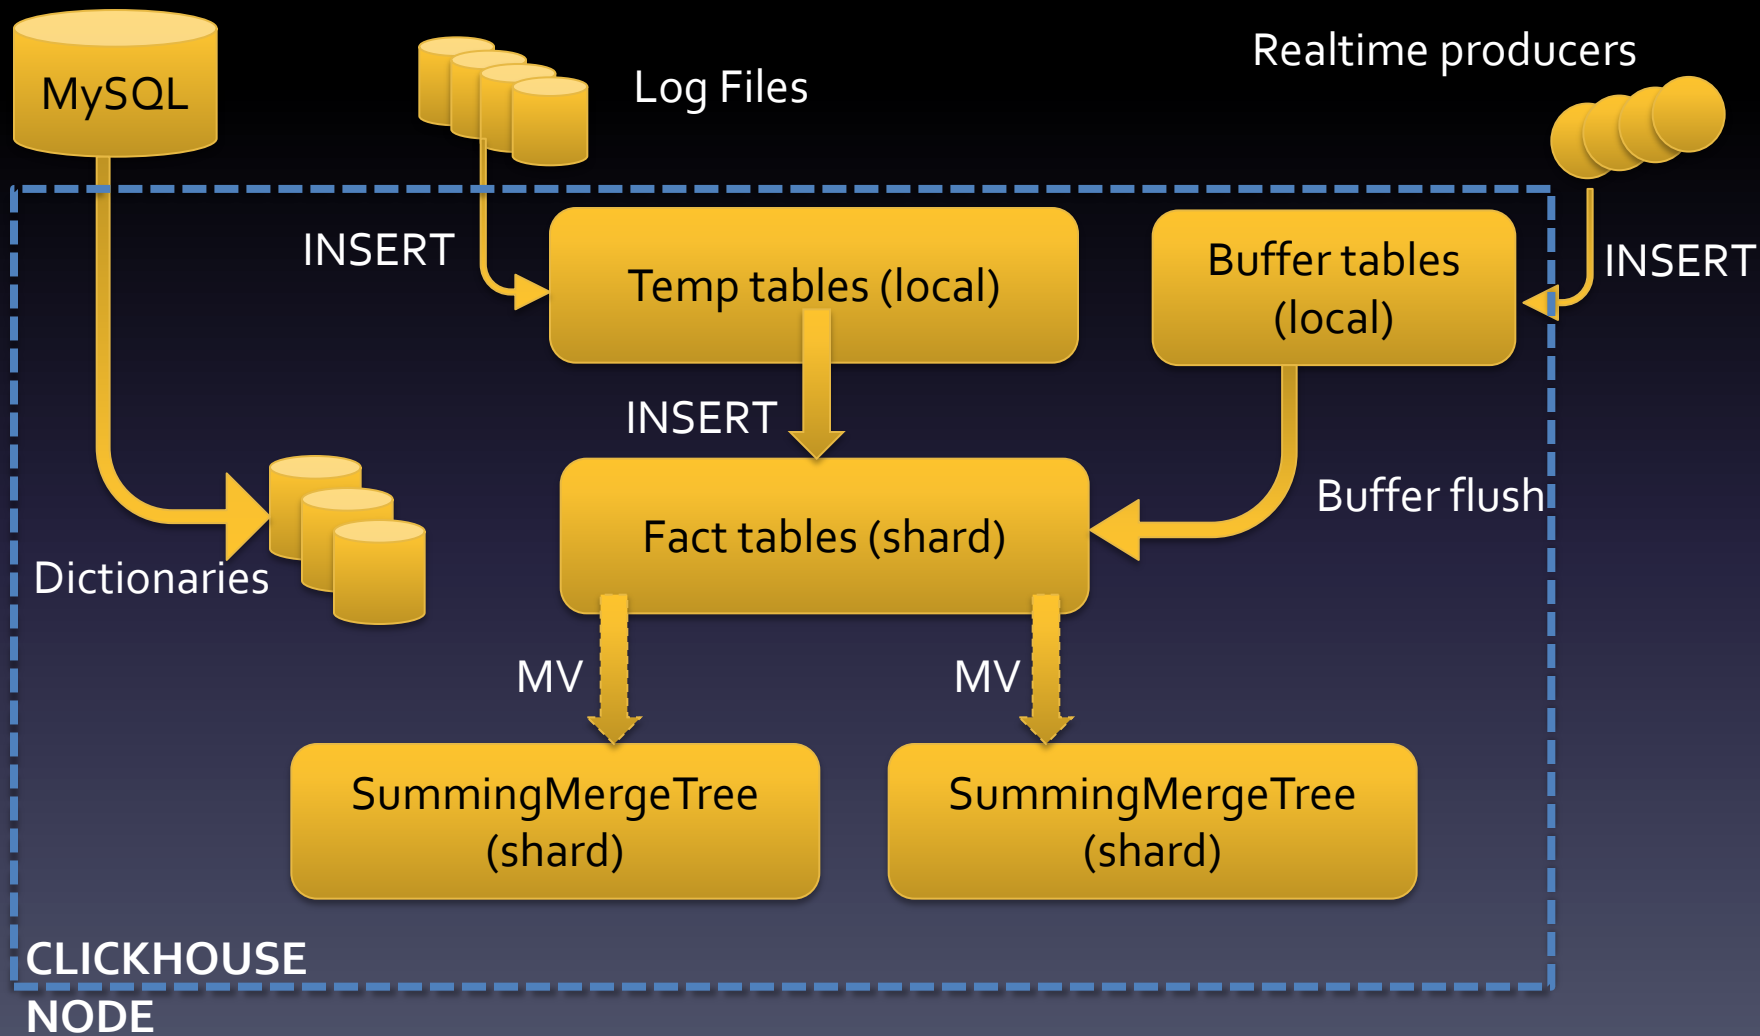 MySQL
Log Files
Realtime producers
INSERT
Temp tables (local)
Buffer tables
(local)
INSERT
INSERT
Buffer flush
Fact tables (shard)
Dictionaries
MV
MV
SummingMergeTree
(shard)
SummingMergeTree
(shard)
CLICKHOUSE
NODE